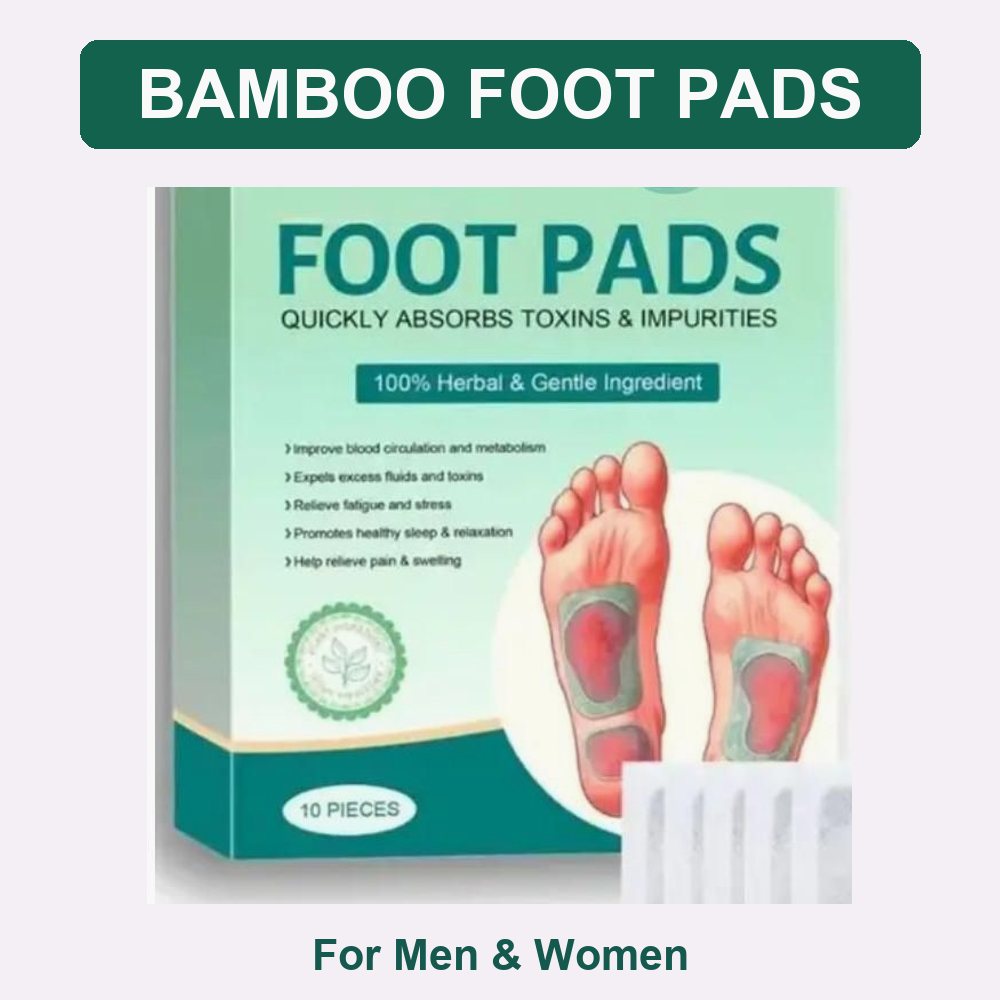 BAMBOO FOOT PADS
FOOT PADS
QUICKLY ABSORBS TOXINS & IMPURITIES
100% Herbal & Gentle Ingredient
Improve blood circulation and metabolism
Expels excess fluids and toxins
Relieve fatigue and stress
Promotes healthy sleep & relaxation
Help relieve pain & swelling
10 PIECES
For Men & Women